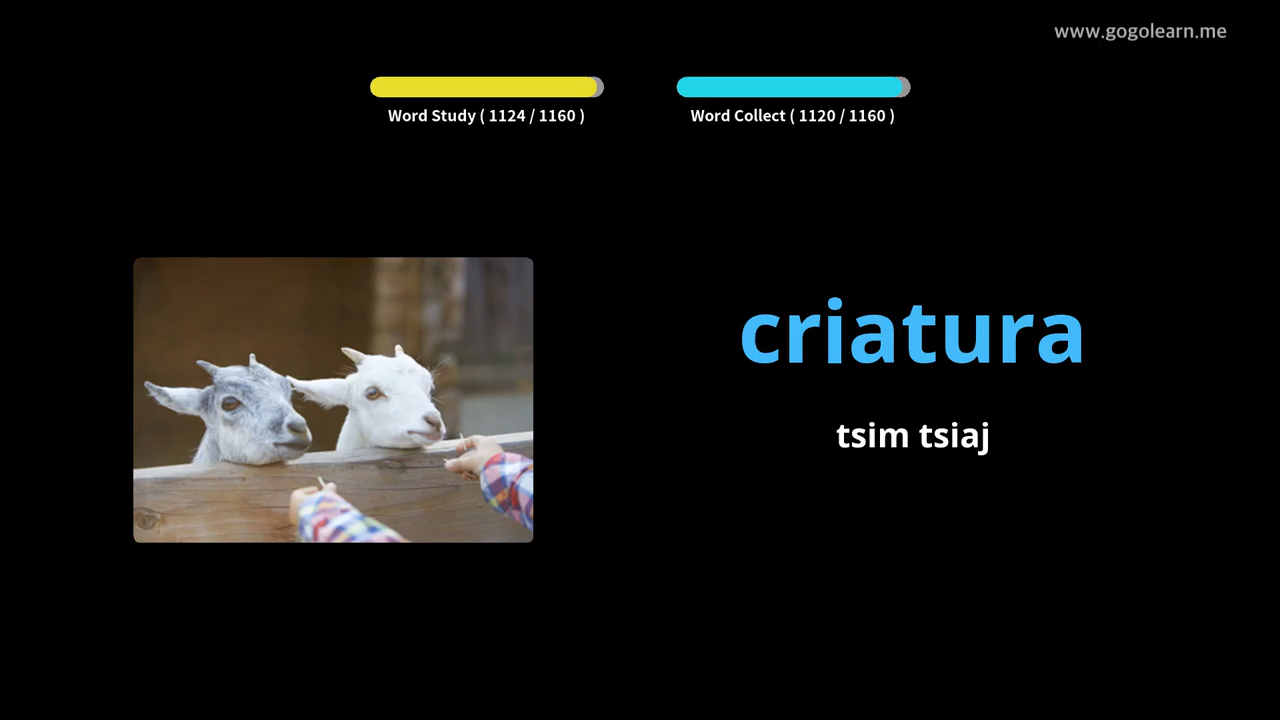 www.gogolearn.me
Word Study ( 1124 / 1160 )
Word Collect ( 1120 / 1160 )
criatura
tsim tsiaj